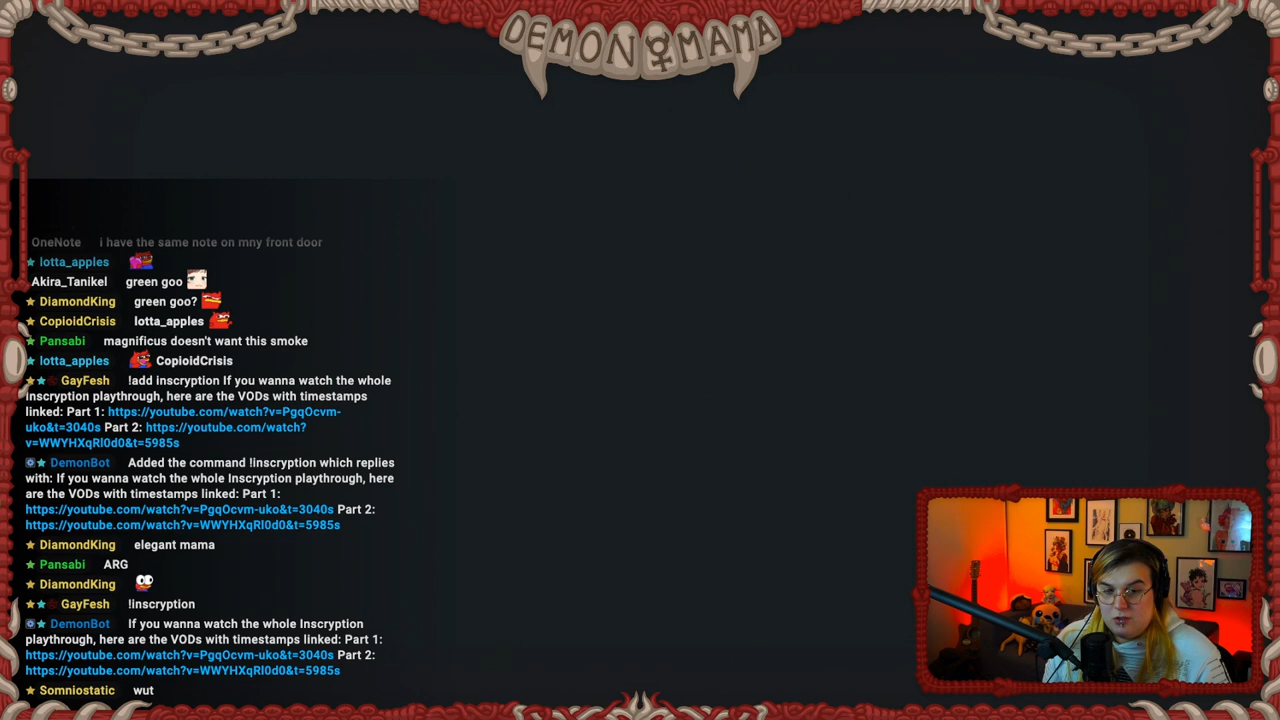 DEMON MAMA
OneNote i have the same note on mny front door
lotta_apples
Akira_Tanikel green goo
DiamondKing green goo?
CopioidCrisis lotta_apples
Pansabi magnificus doesn't want this smoke
lotta_apples CopioidCrisis
GayFesh !add inscryption If you wanna watch the whole
Inscryption playthrough, here are the VODs with timestamps
linked: Part 1: https://youtube.com/watch?v=PgqOcvm-
uko&t=3040s Part 2: https://youtube.com/watch?
v=WWYHXqRl0d0&t=5985s
DemonBot Added the command !inscryption which replies
with: If you wanna watch the whole Inscryption playthrough, here
are the VODs with timestamps linked: Part 1:
https://youtube.com/watch?v=PgqOcvm-uko&t=3040s Part 2:
https://youtube.com/watch?v=WWYHXqRl0d0&t=5985s
DiamondKing elegant mama
Pansabi ARG
DiamondKing
GayFesh !inscryption
DemonBot If you wanna watch the whole Inscryption
playthrough, here are the VODs with timestamps linked: Part 1:
https://youtube.com/watch?v=PgqOcvm-uko&t=3040s Part 2:
https://youtube.com/watch?v=WWYHXqRl0d0&t=5985s
Somniostatic wut